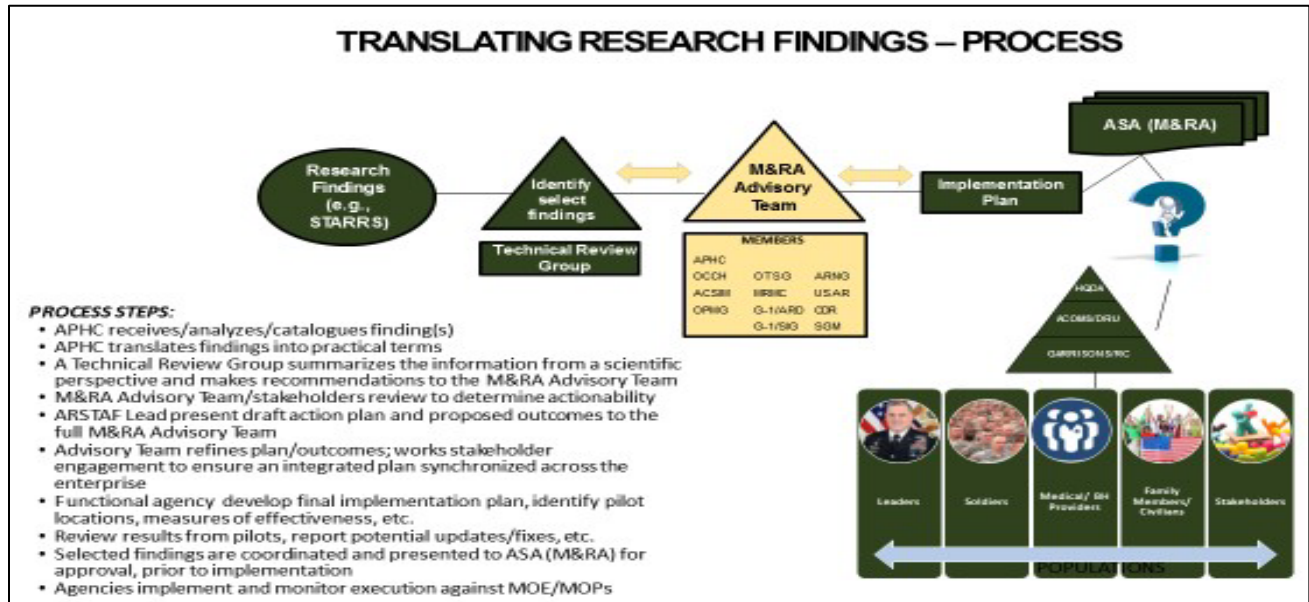 TRANSLATING RESEARCH FINDINGS – PROCESS
ASA (M&RA)
Research
Findings
(e.g.,
STARRS)
Identify
select
findings
Technical Review
Group
M&RA
Advisory
Team
Implementation
Plan
MEMBERS
APHC
OCCH OTSG ARNG
ACSIM MRMC USAR
OPMG G-1/ARD CDR
G-1/SIG SGM
HQDA
ACOMS/DRU
GARRISONS/RC
PROCESS STEPS:
• APHC receives/analyzes/catalogues finding(s)
• APHC translates findings into practical terms
• A Technical Review Group summarizes the information from a scientific
perspective and makes recommendations to the M&RA Advisory Team
• M&RA Advisory Team/stakeholders review to determine actionability
• ARSTAF Lead present draft action plan and proposed outcomes to the
full M&RA Advisory Team
• Advisory Team refines plan/outcomes; works stakeholder
engagement to ensure an integrated plan synchronized across the
enterprise
• Functional agency develop final implementation plan, identify pilot
locations, measures of effectiveness, etc.
• Review results from pilots, report potential updates/fixes, etc.
• Selected findings are coordinated and presented to ASA (M&RA) for
approval, prior to implementation
• Agencies implement and monitor execution against MOE/MOPs
Leaders
Soldiers
Medical/ BH
Providers
Family
Members/
Civilians
Stakeholders
POPULATIONS